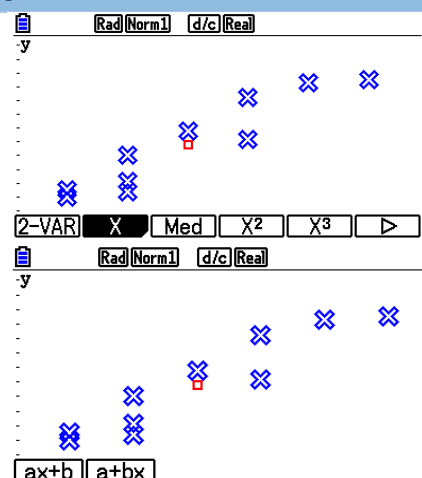 Rad Norm1 d/c Real
y
2-VAR X Med X² X³ ▷
Rad Norm1 d/c Real
y
ax+b a+bx